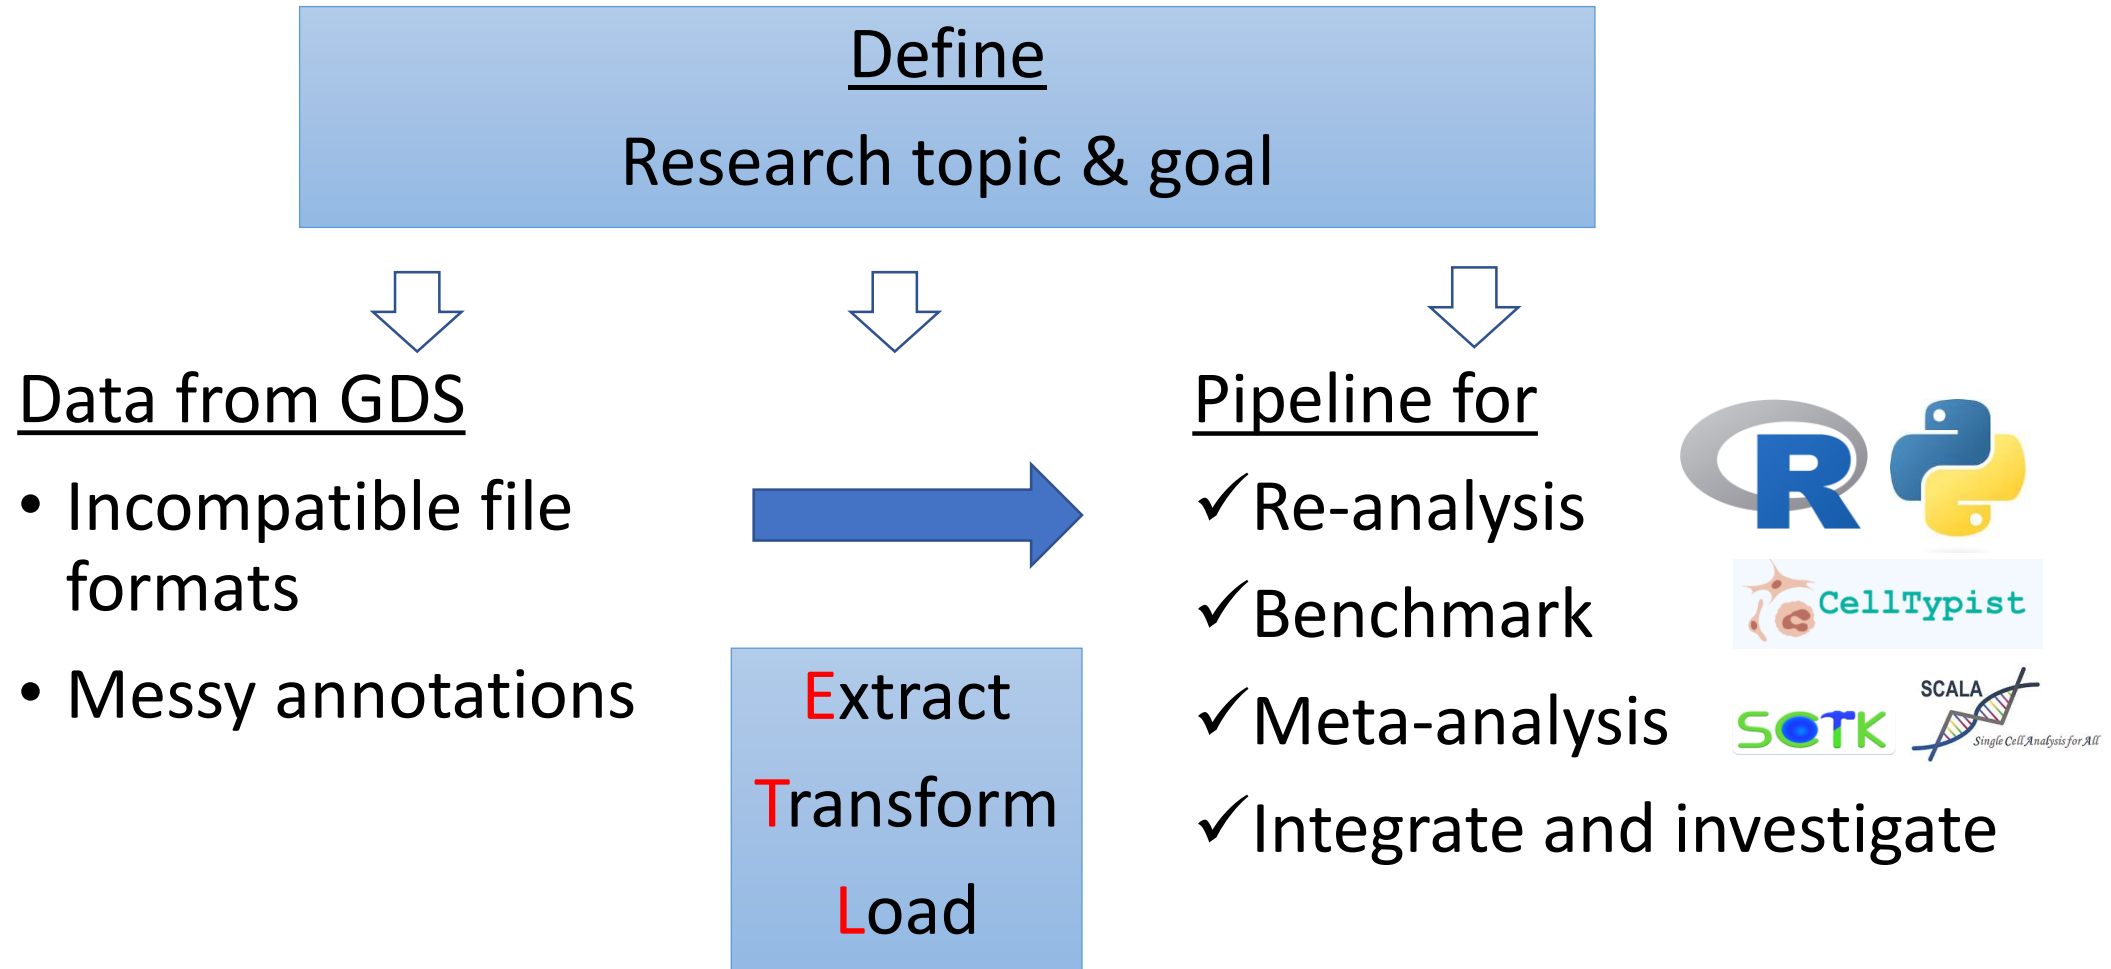 Define
Research topic & goal
Data from GDS
• Incompatible file
formats
• Messy annotations
Extract
Transform
Load
Pipeline for
✓Re-analysis
✓Benchmark
✓Meta-analysis
✓Integrate and investigate
R
CellTypist
SCTK
SCALA
Single Cell Analysis for All